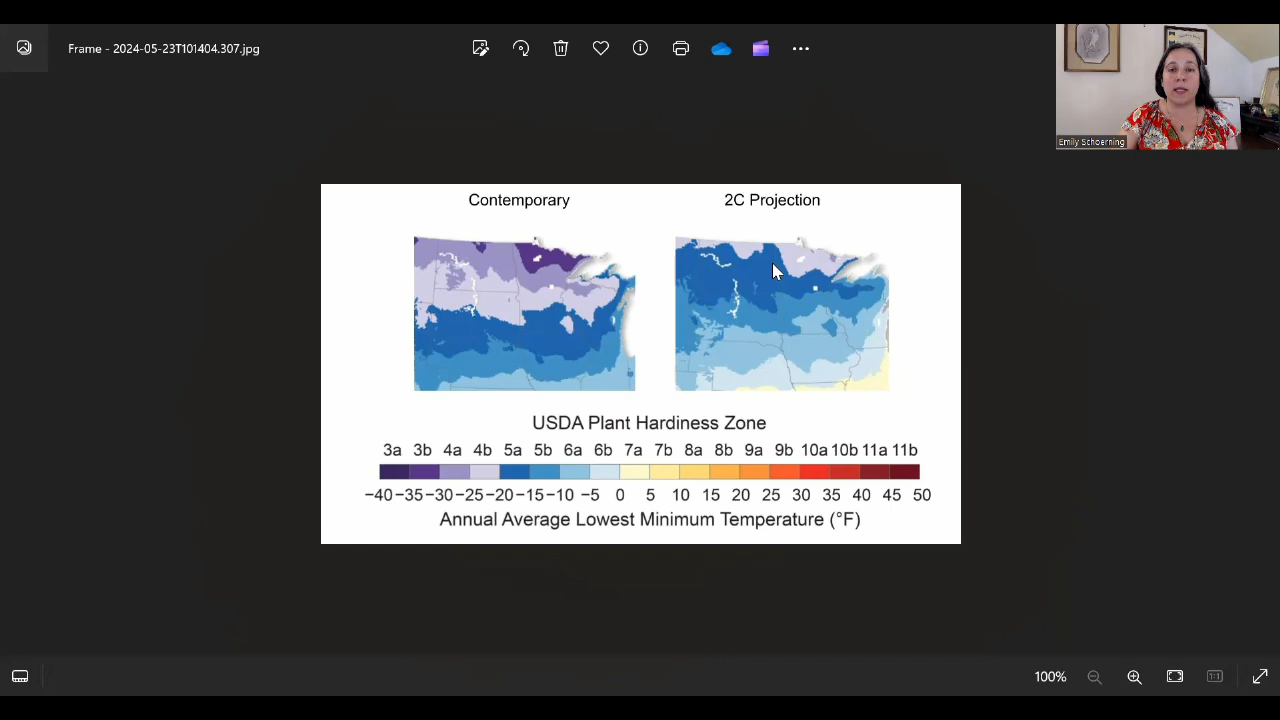 Frame - 2024-05-23T101404.307.jpg
Emily Schoerning
Contemporary
2C Projection
USDA Plant Hardiness Zone
3a 3b 4a 4b 5a 5b 6a 6b 7a 7b 8a 8b 9a 9b 10a 10b 11a 11b
−40 −35 −30 −25 −20 −15 −10 −5 0 5 10 15 20 25 30 35 40 45 50
Annual Average Lowest Minimum Temperature (°F)
100%
1:1